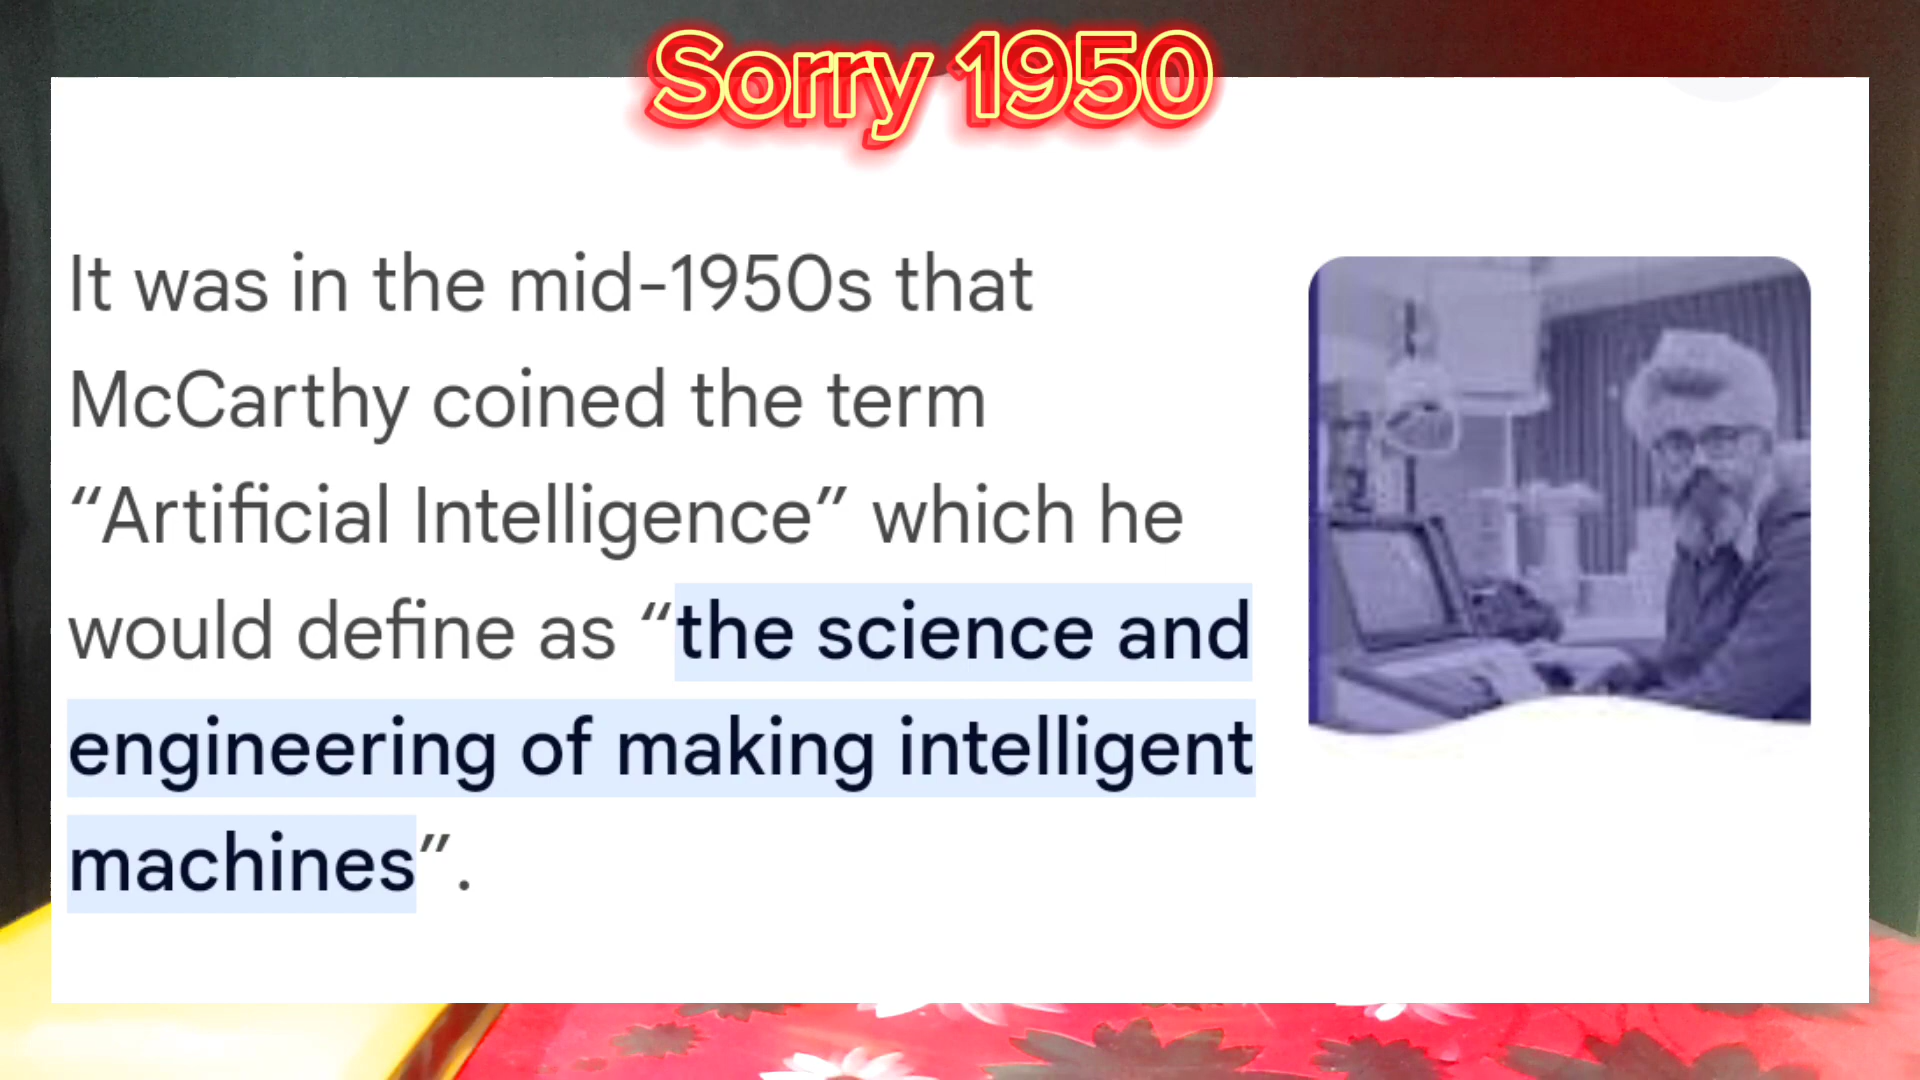 Sorry 1950
It was in the mid-1950s that
McCarthy coined the term
“Artificial Intelligence” which he
would define as “the science and
engineering of making intelligent
machines”.